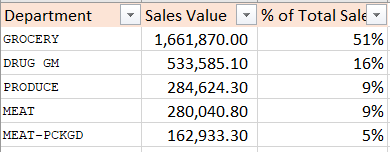 Department Sales Value % of Total Sale
GROCERY 1,661,870.00 51%
DRUG GM 533,585.10 16%
PRODUCE 284,624.30 9%
MEAT 280,040.80 9%
MEAT-PCKGD 162,933.30 5%